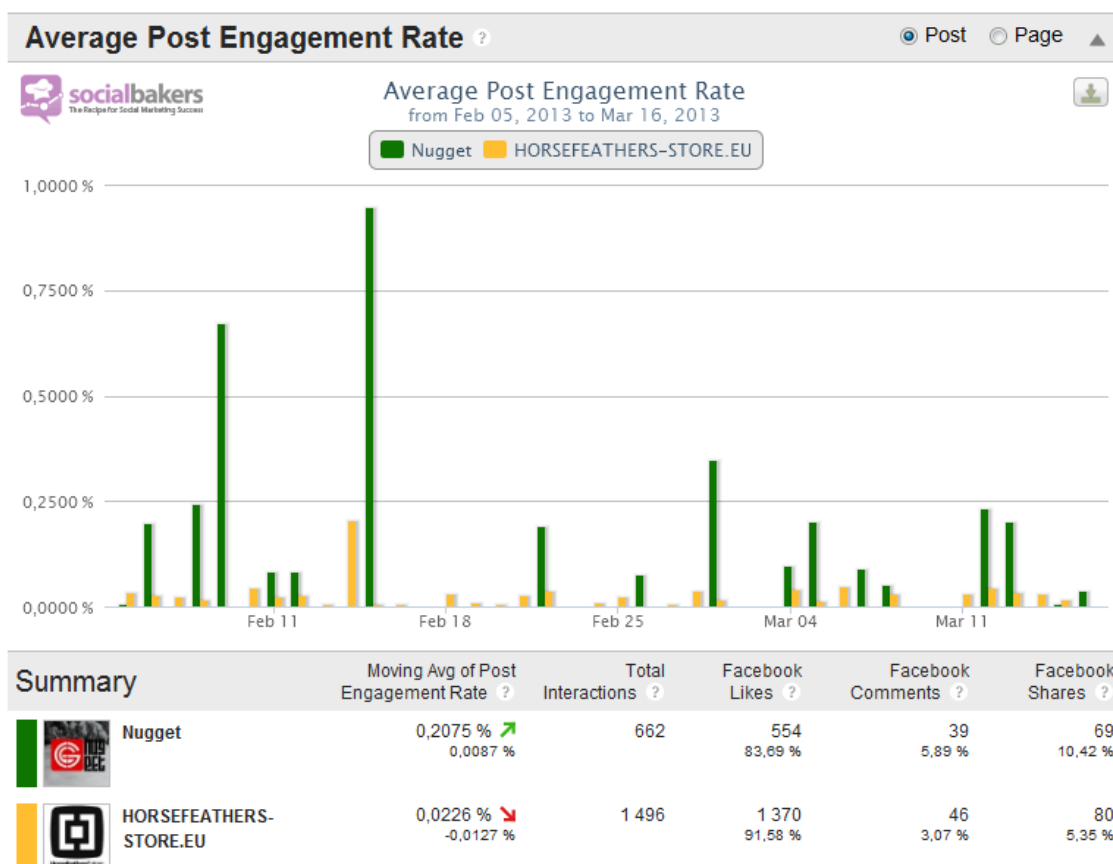 Average Post Engagement Rate ?
Post Page
socialbakers
The Recipe for Social Marketing Success
Average Post Engagement Rate
from Feb 05, 2013 to Mar 16, 2013
Nugget HORSEFEATHERS-STORE.EU
1,0000 %
0,7500 %
0,5000 %
0,2500 %
0,0000 %
Feb 11 Feb 18 Feb 25 Mar 04 Mar 11
Summary
Moving Avg of Post Engagement Rate ?
Total Interactions ?
Facebook Likes ?
Facebook Comments ?
Facebook Shares ?
Nugget 0,2075 % 662 554 39 69
0,0087 % 83,69 % 5,89 % 10,42 %
HORSEFEATHERS- 0,0226 % 1 496 1 370 46 80
STORE.EU -0,0127 % 91,58 % 3,07 % 5,35 %